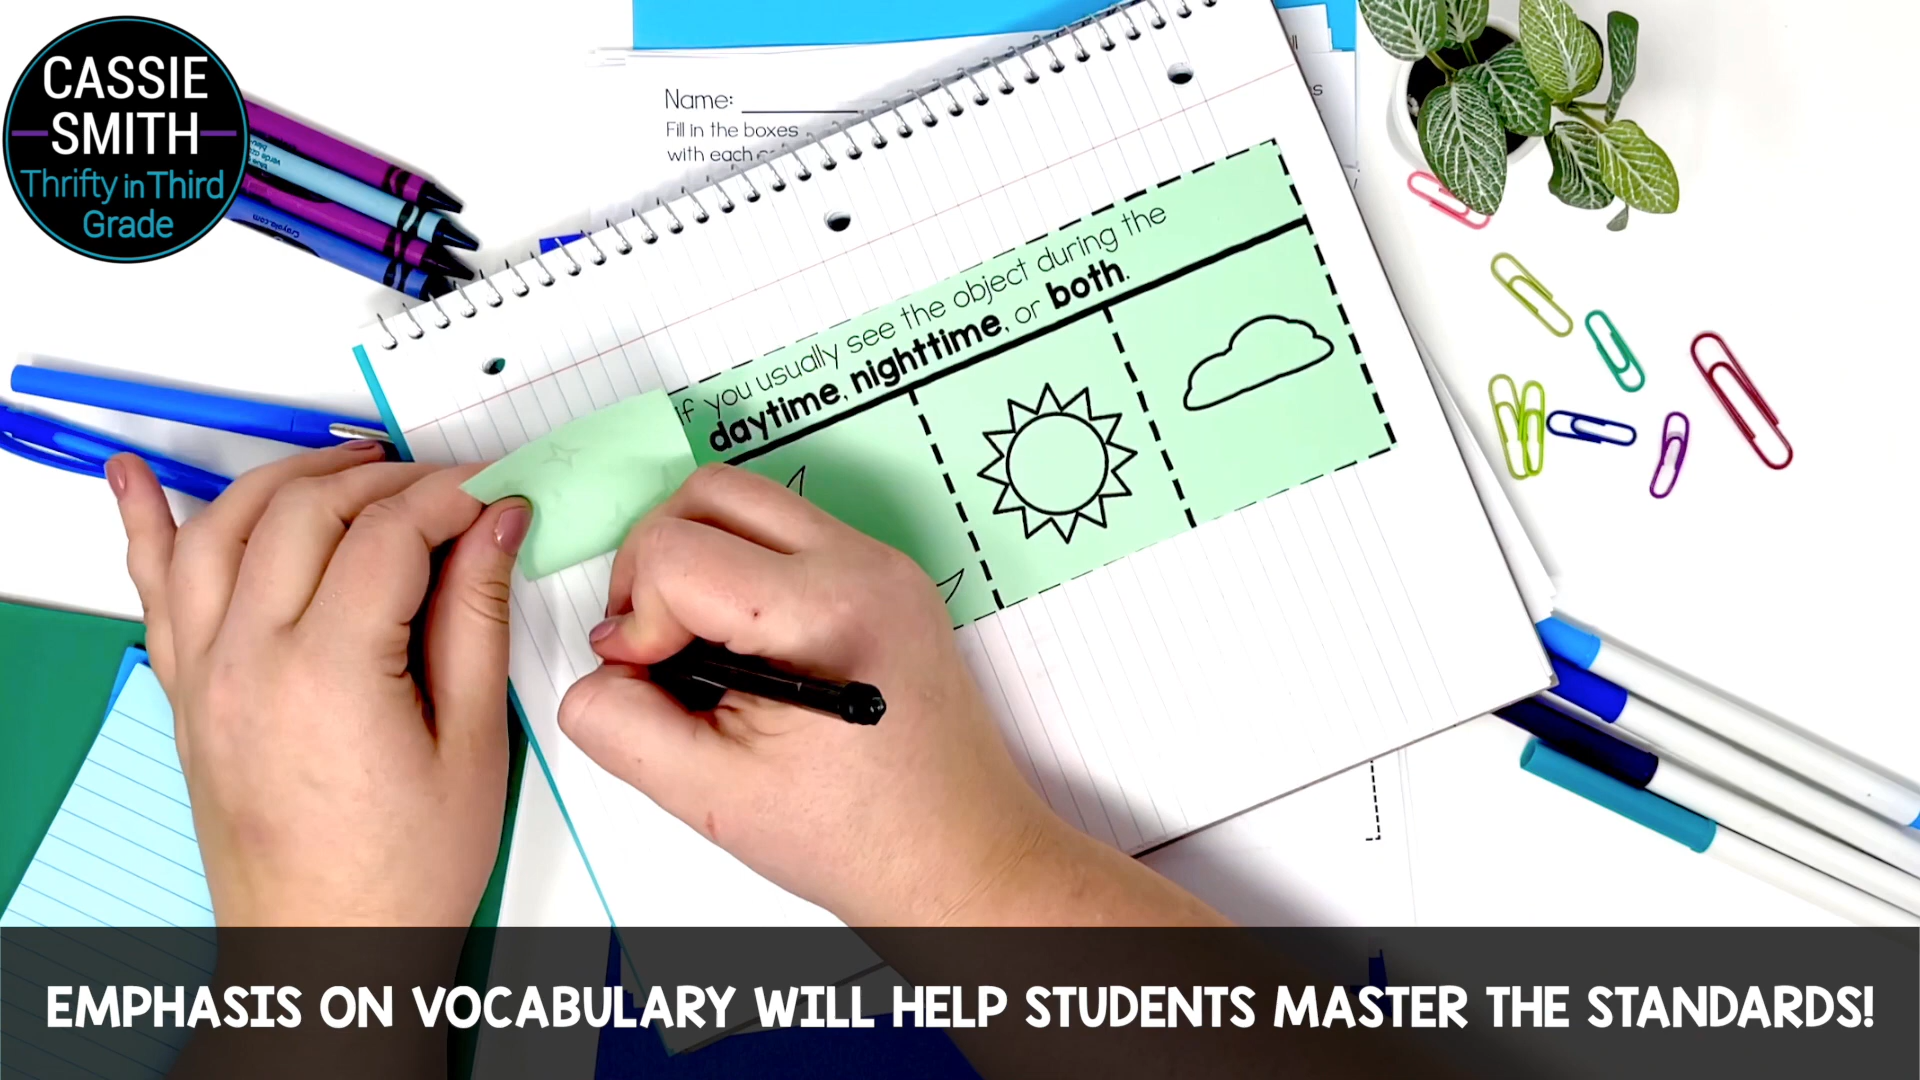 CASSIE
SMITH
Thrifty in Third
Grade
Name:
Fill in the boxes
with each
if you usually see the object during the
daytime, nighttime, or both.
EMPHASIS ON VOCABULARY WILL HELP STUDENTS MASTER THE STANDARDS!